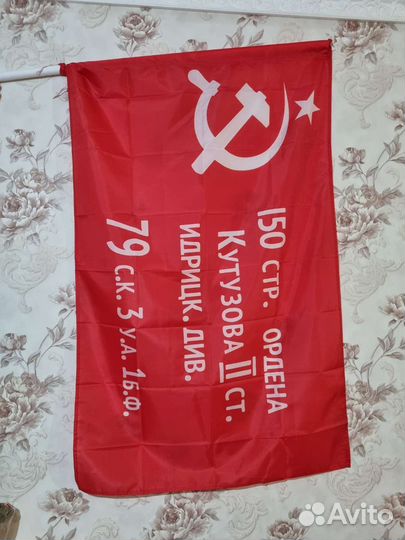 150 СТР. ОРДЕНА
КУТУЗОВА II СТ.
ИДРИЦК. ДИВ.
79 С.К. 3 У.А. 1Б.Ф.
Avito